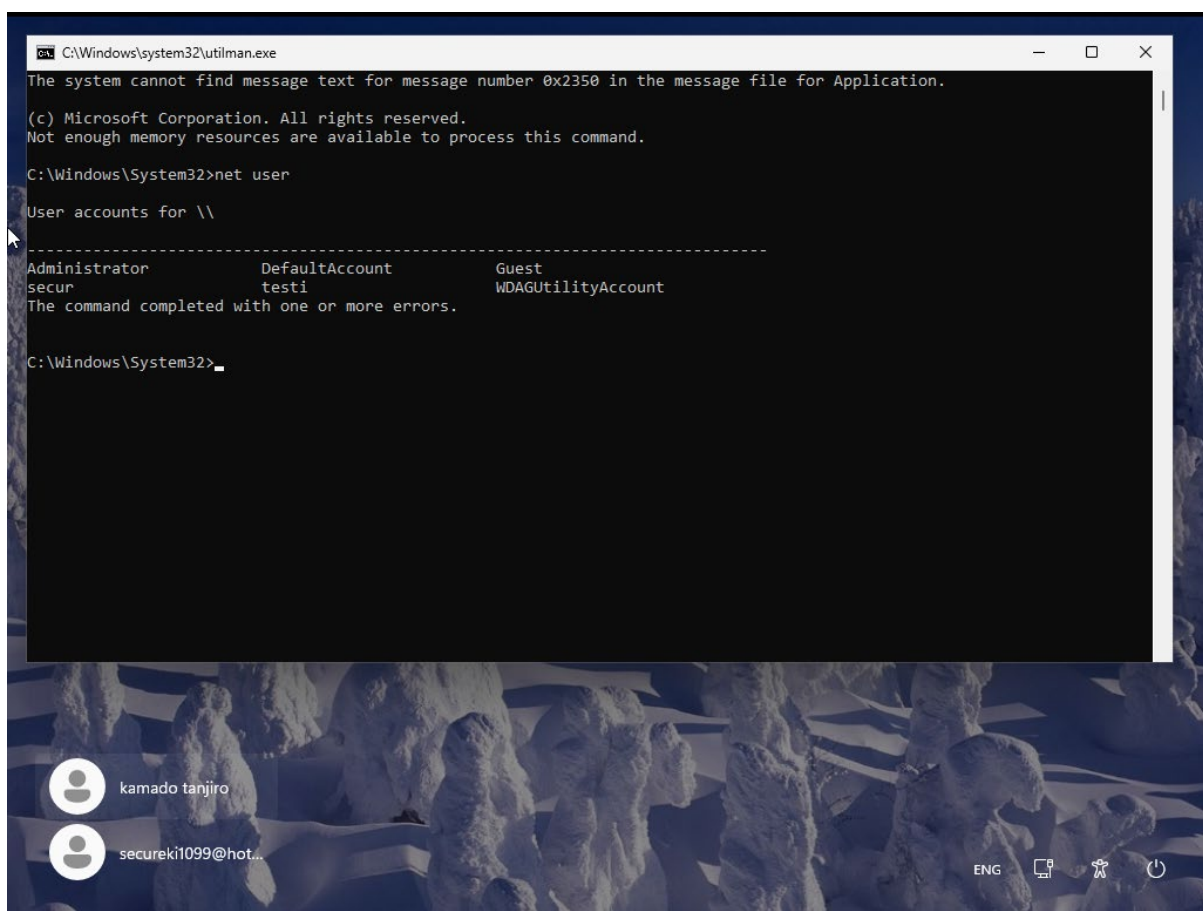 C:\Windows\system32\utilman.exe
The system cannot find message text for message number 0x2350 in the message file for Application.
(c) Microsoft Corporation. All rights reserved.
Not enough memory resources are available to process this command.
C:\Windows\System32>net user
User accounts for \\
-------------------------------------------------------------------------------
Administrator DefaultAccount Guest
secur testi WDAGUtilityAccount
The command completed with one or more errors.
C:\Windows\System32>
kamado tanjiro
secureki1099@hot...
ENG